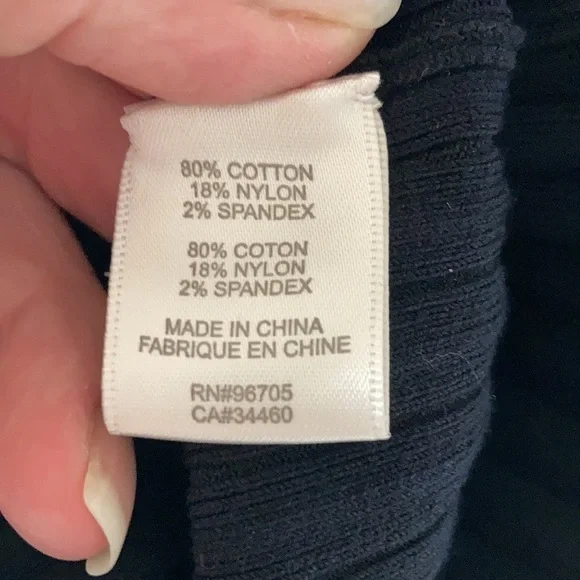 80% COTTON
18% NYLON
2% SPANDEX
80% COTON
18% NYLON
2% SPANDEX
MADE IN CHINA
FABRIQUE EN CHINE
RN#96705
CA#34460